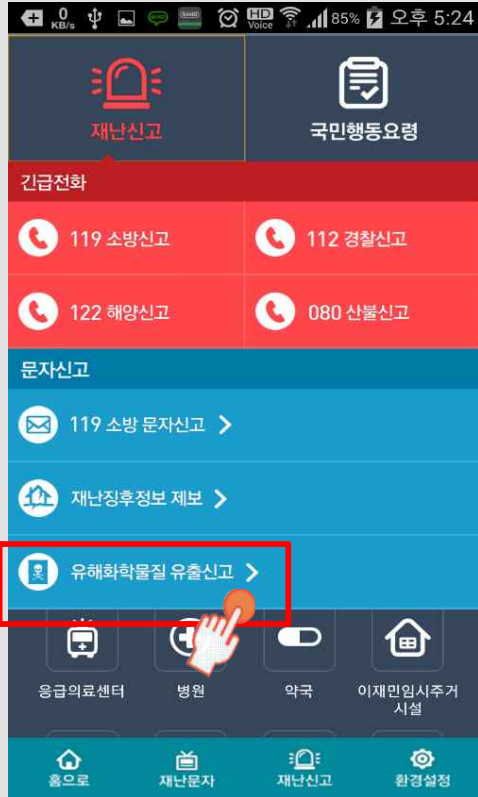 0
KB/s
HD
Voice
85%
오후 5:24
재난신고
국민행동요령
긴급전화
119 소방신고
112 경찰신고
122 해양신고
080 산불신고
문자신고
119 소방 문자신고
재난징후정보 제보
유해화학물질 유출신고
응급의료센터
병원
약국
이재민임시주거
시설
홈으로
재난문자
재난신고
환경설정